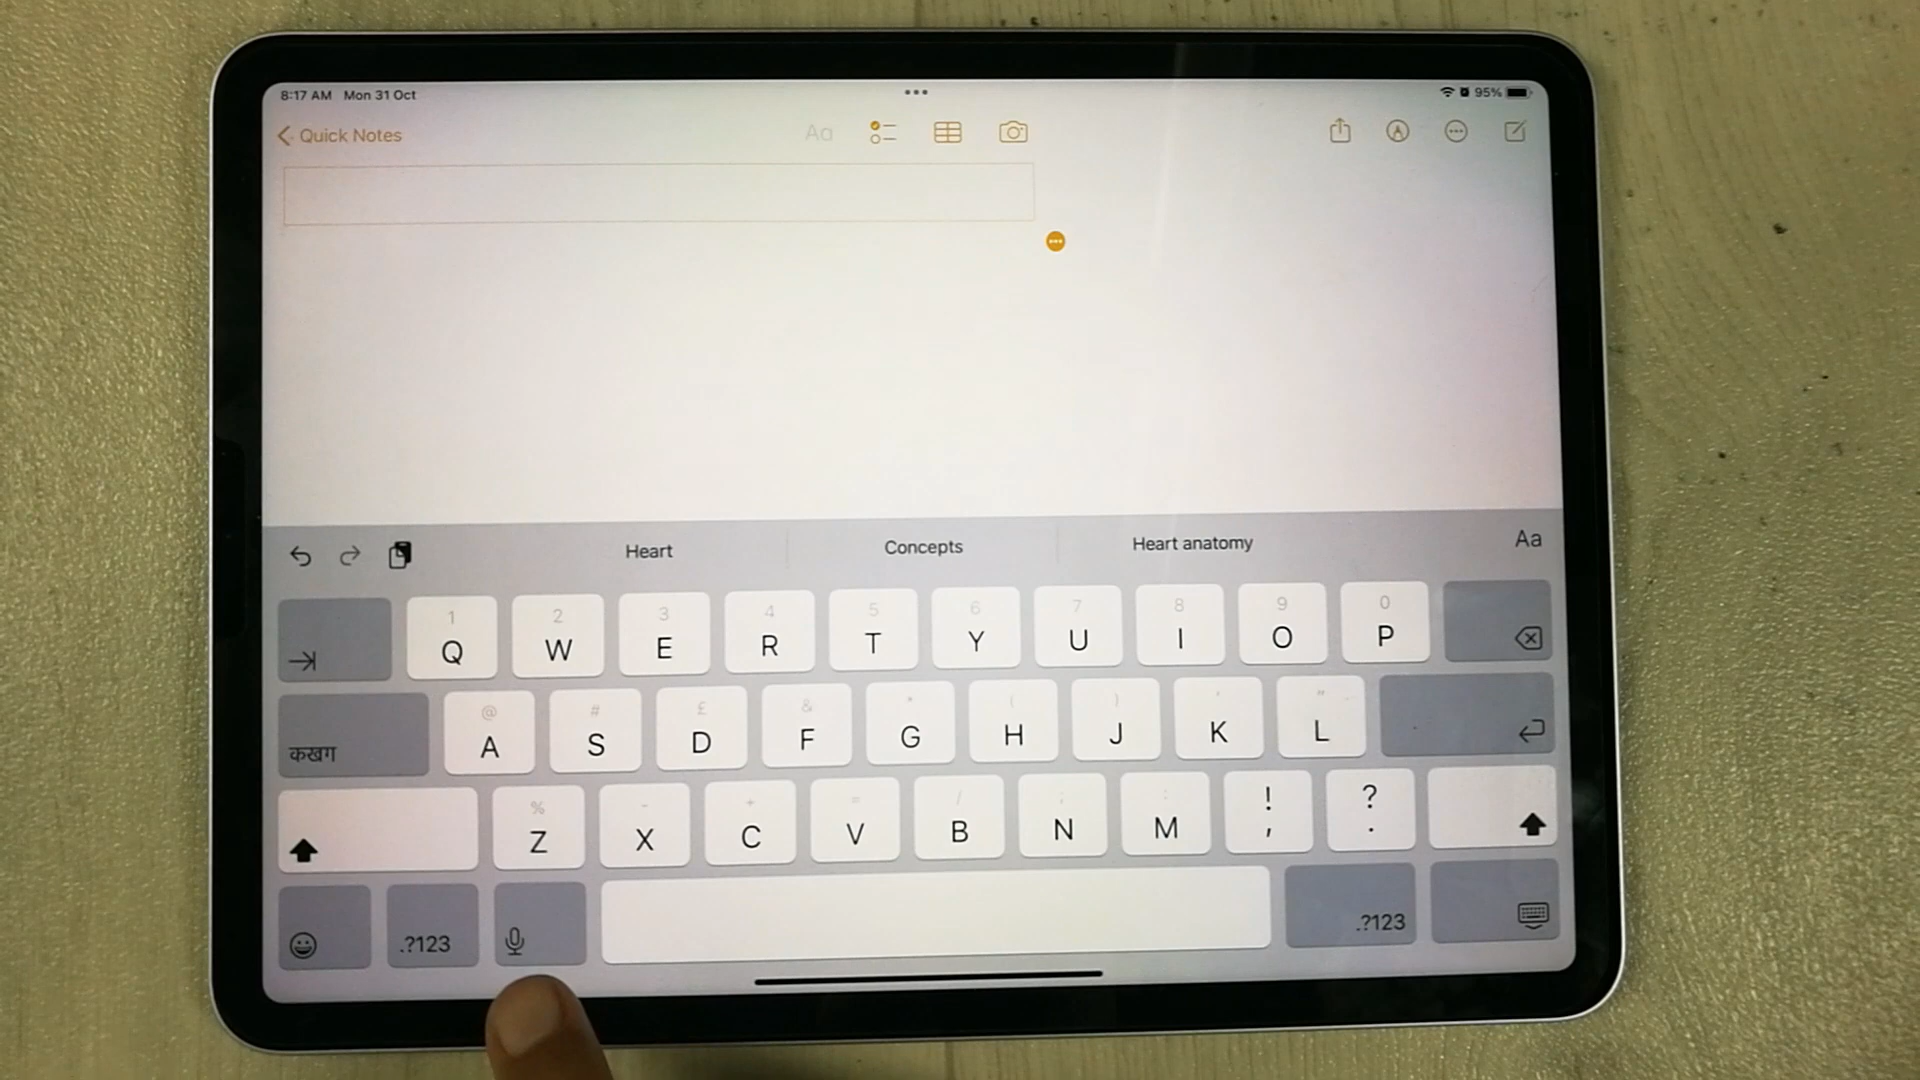 8:17 AM Mon 31 Oct 95%
Quick Notes Aa
Heart Concepts Heart anatomy Aa
1 2 3 4 5 6 7 8 9 0
Q W E R T Y U I O P
@ # £ & * ( ) ' "
कखग A S D F G H J K L
% - + = / ; : ! ?
Z X C V B N M , .
.?123 .?123